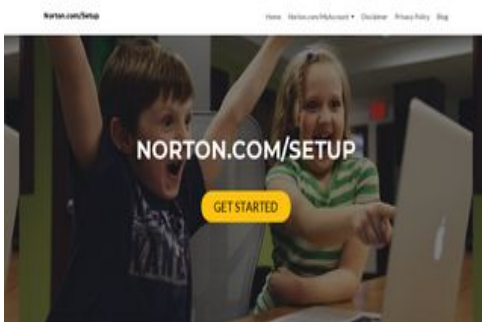 Norton.com/Setup
Home Norton.com/MyAccount Disclaimer Privacy Policy Blog
NORTON.COM/SETUP
GET STARTED